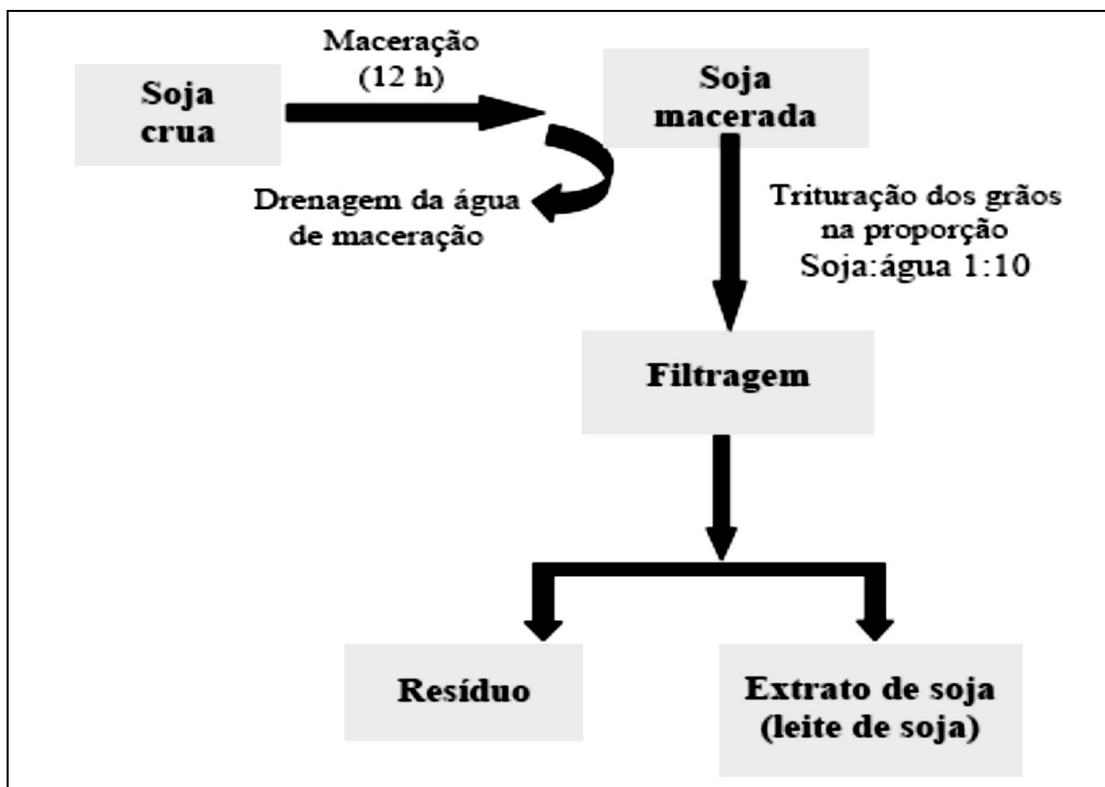 Maceração
(12 h)
Soja
crua
Soja
macerada
Drenagem da água
de maceração
Trituração dos grãos
na proporção
Soja:água 1:10
Filtragem
Resíduo
Extrato de soja
(leite de soja)